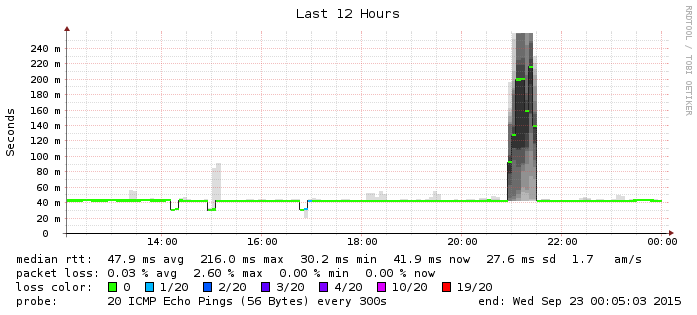 Last 12 Hours
RRDTOOL / TOBI OETIKER
Seconds
240 m
220 m
200 m
180 m
160 m
140 m
120 m
100 m
80 m
60 m
40 m
20 m
0
14:00 16:00 18:00 20:00 22:00 00:00
median rtt: 47.9 ms avg 216.0 ms max 30.2 ms min 41.9 ms now 27.6 ms sd 1.7 am/s
packet loss: 0.03 % avg 2.60 % max 0.00 % min 0.00 % now
loss color: 0 1/20 2/20 3/20 4/20 10/20 19/20
probe: 20 ICMP Echo Pings (56 Bytes) every 300s end: Wed Sep 23 00:05:03 2015